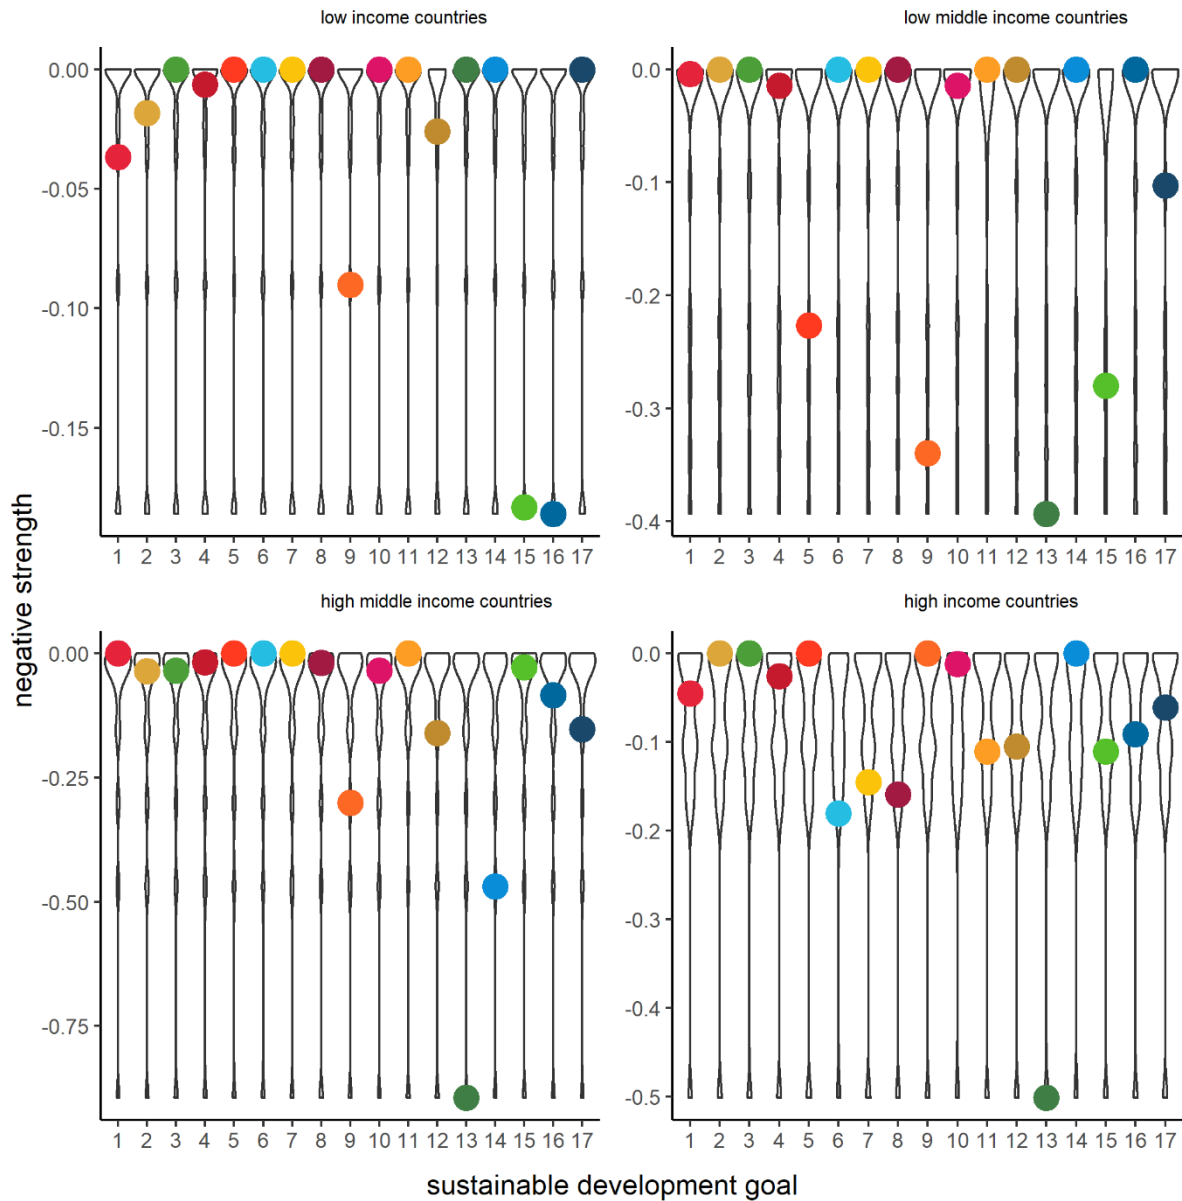 low income countries
low middle income countries
0.00
-0.05
-0.10
-0.15
1 2 3 4 5 6 7 8 9 10 11 12 13 14 15 16 17
0.0
-0.1
-0.2
-0.3
-0.4
1 2 3 4 5 6 7 8 9 10 11 12 13 14 15 16 17
negative strength
high middle income countries
high income countries
0.00
-0.25
-0.50
-0.75
1 2 3 4 5 6 7 8 9 10 11 12 13 14 15 16 17
0.0
-0.1
-0.2
-0.3
-0.4
-0.5
1 2 3 4 5 6 7 8 9 10 11 12 13 14 15 16 17
sustainable development goal